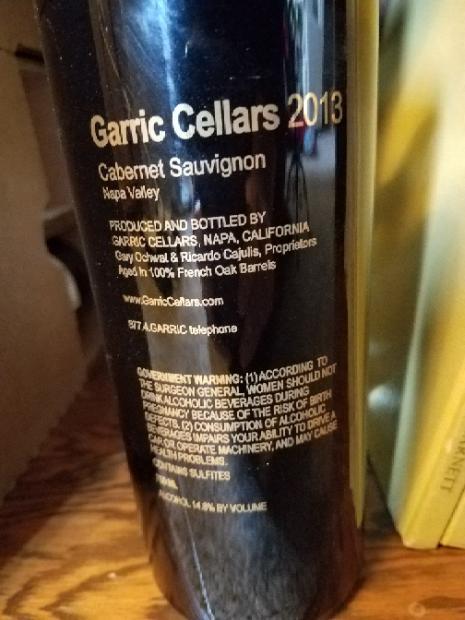 Garric Cellars 2013
Cabernet Sauvignon
Napa Valley
PRODUCED AND BOTTLED BY
GARRIC CELLARS, NAPA, CALIFORNIA
Gary Ochwat & Ricardo Cajulis, Proprietors
Aged in 100% French Oak Barrels
www.GarricCellars.com
877.4.GARRIC telephone
GOVERNMENT WARNING: (1) ACCORDING TO
THE SURGEON GENERAL, WOMEN SHOULD NOT
DRINK ALCOHOLIC BEVERAGES DURING
PREGNANCY BECAUSE OF THE RISK OF BIRTH
DEFECTS. (2) CONSUMPTION OF ALCOHOLIC
BEVERAGES IMPAIRS YOUR ABILITY TO DRIVE A
CAR OR OPERATE MACHINERY, AND MAY CAUSE
HEALTH PROBLEMS.
CONTAINS SULFITES
ALCOHOL 14.8% BY VOLUME